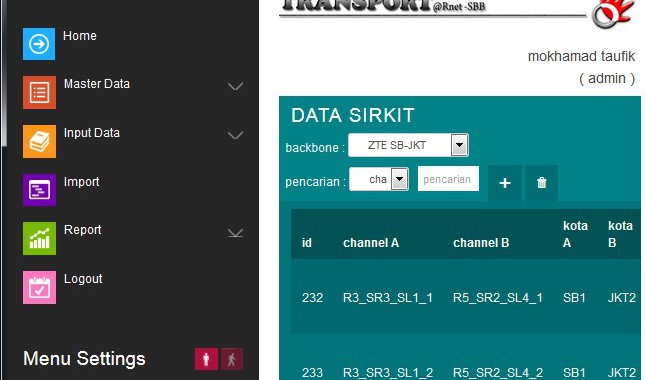 Home
Master Data
Input Data
Import
Report
Logout
Menu Settings
TRANSPORT @Rnet -SBB
mokhamad taufik
( admin )
DATA SIRKIT
backbone : ZTE SB-JKT
pencarian : cha pencarian
id channel A channel B kota A kota B
232 R3_SR3_SL1_1 R5_SR2_SL4_1 SB1 JKT2
233 R3_SR3_SL1_2 R5_SR2_SL4_2 SB1 JKT2